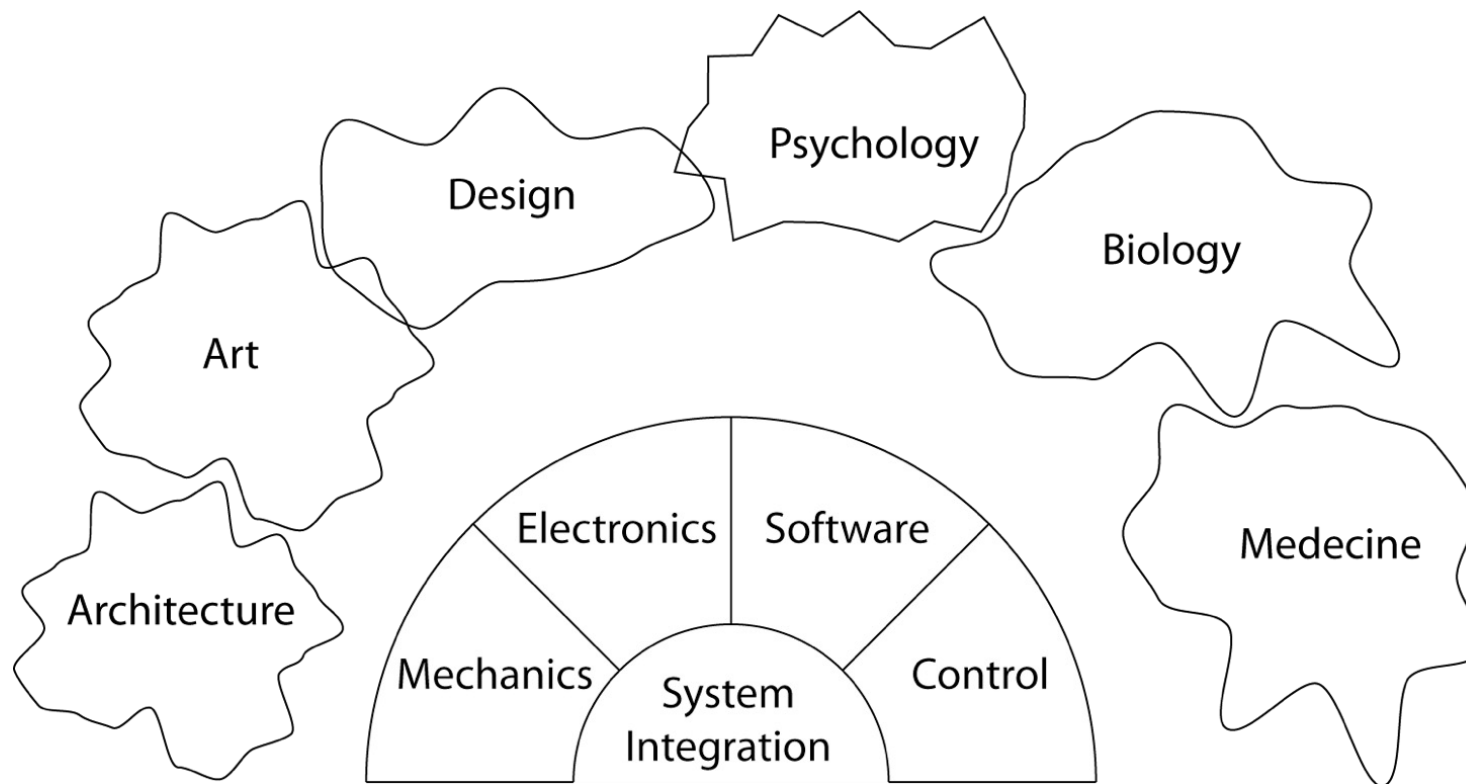 Psychology
Design
Biology
Art
Medecine
Architecture
Electronics
Software
Mechanics
Control
System
Integration